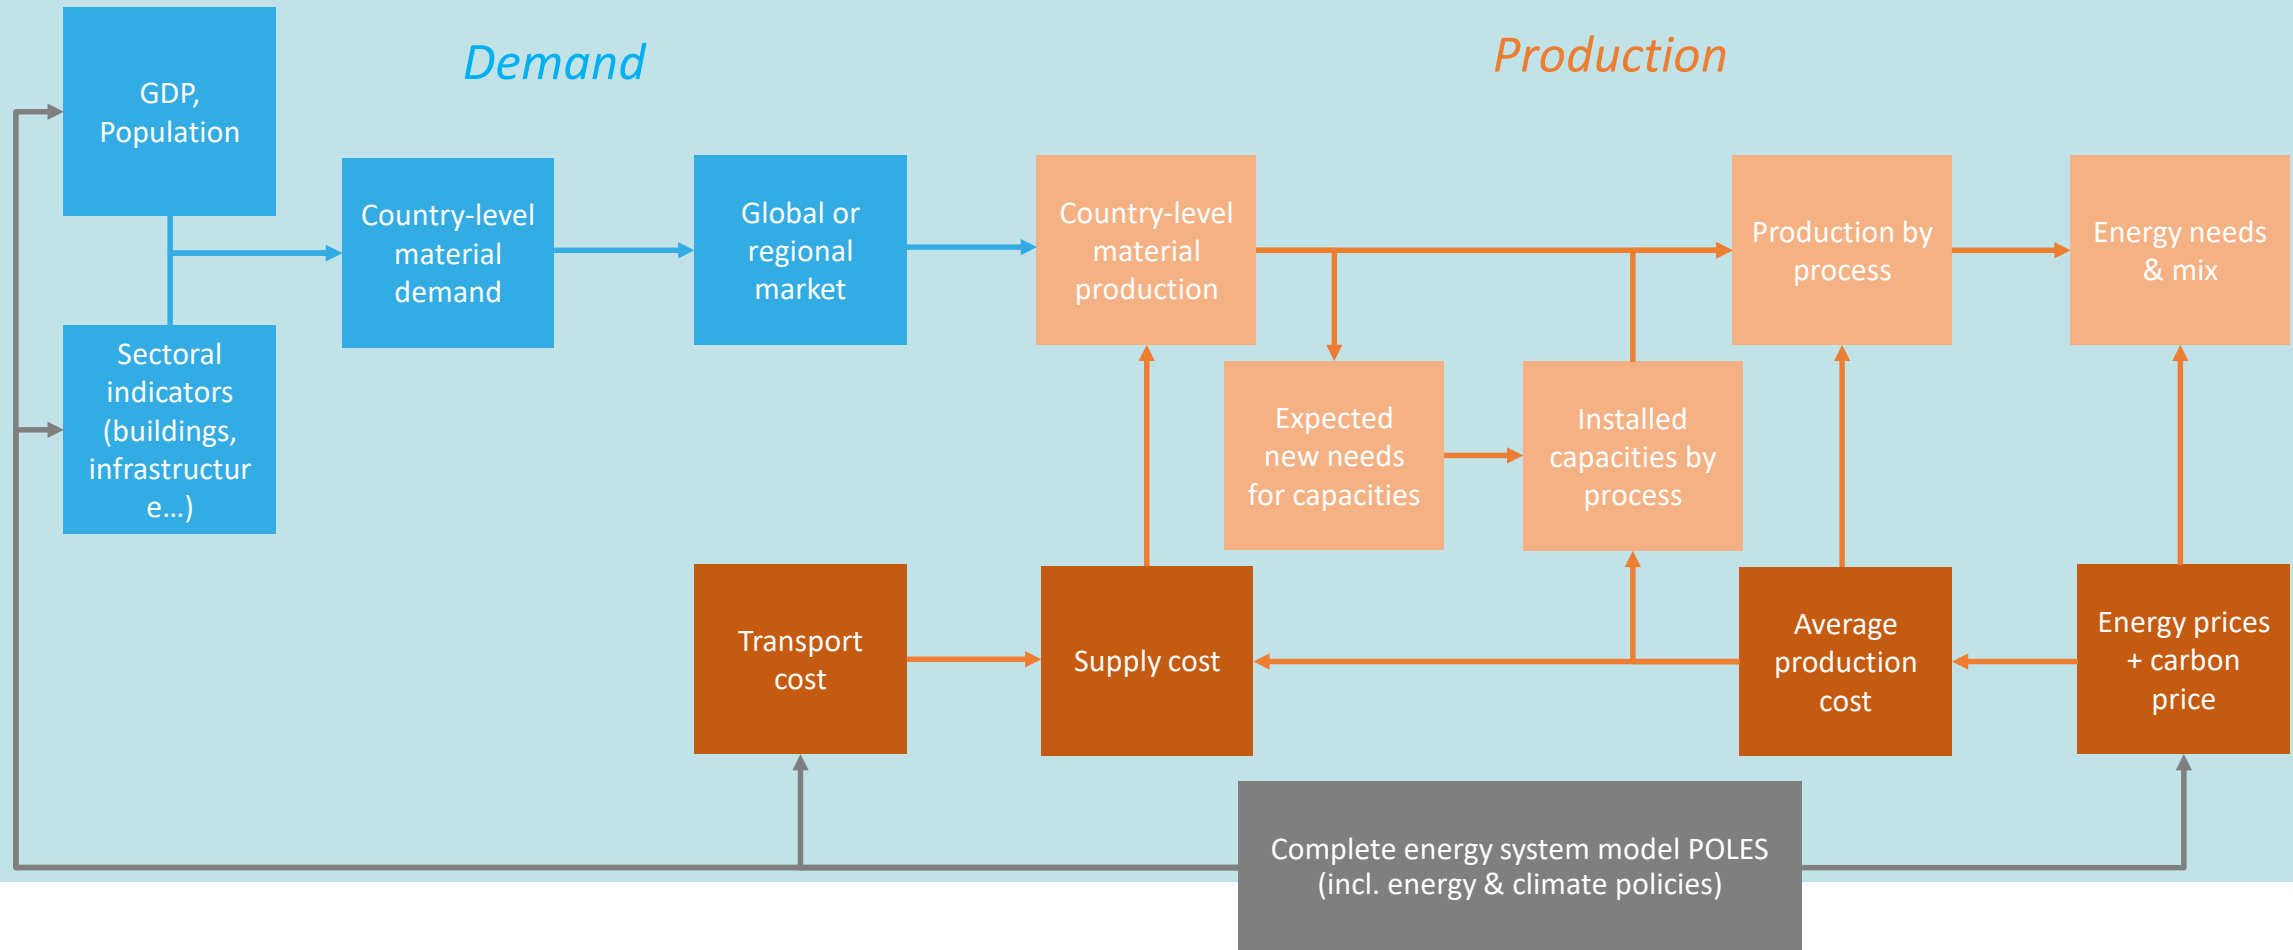 Demand
Production
GDP,
Population
Country-level
material
demand
Global or
regional
market
Country-level
material
production
Production by
process
Energy needs
& mix
Sectoral
indicators
(buildings,
infrastructur
e...)
Expected
new needs
for capacities
Installed
capacities by
process
Transport
cost
Supply cost
Average
production
cost
Energy prices
+ carbon
price
Complete energy system model POLES
(incl. energy & climate policies)